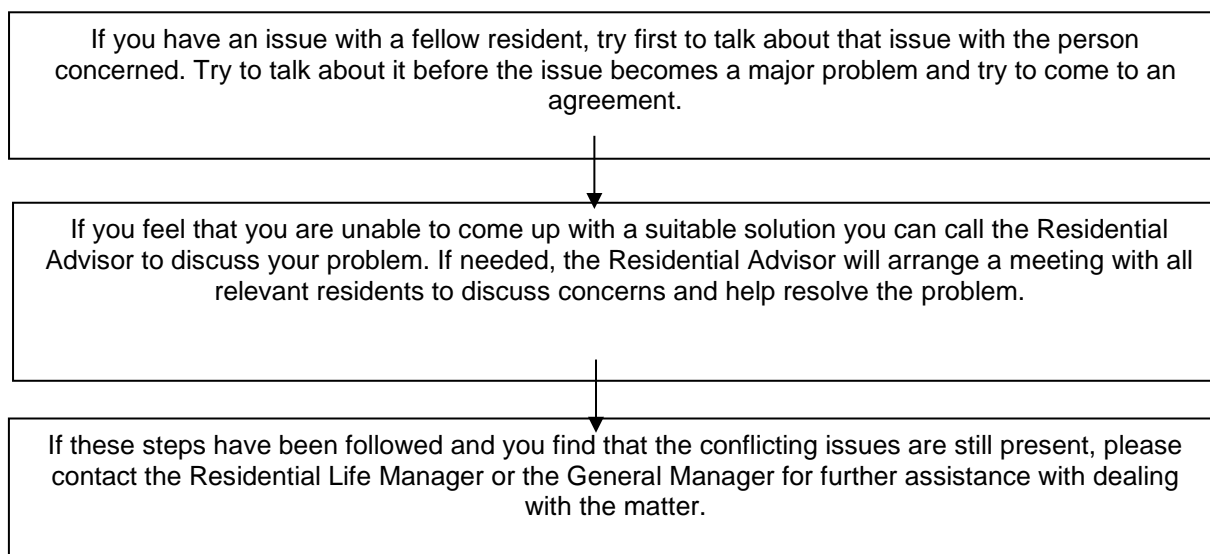 If you have an issue with a fellow resident, try first to talk about that issue with the person
concerned. Try to talk about it before the issue becomes a major problem and try to come to an
agreement.
If you feel that you are unable to come up with a suitable solution you can call the Residential
Advisor to discuss your problem. If needed, the Residential Advisor will arrange a meeting with all
relevant residents to discuss concerns and help resolve the problem.
If these steps have been followed and you find that the conflicting issues are still present, please
contact the Residential Life Manager or the General Manager for further assistance with dealing
with the matter.